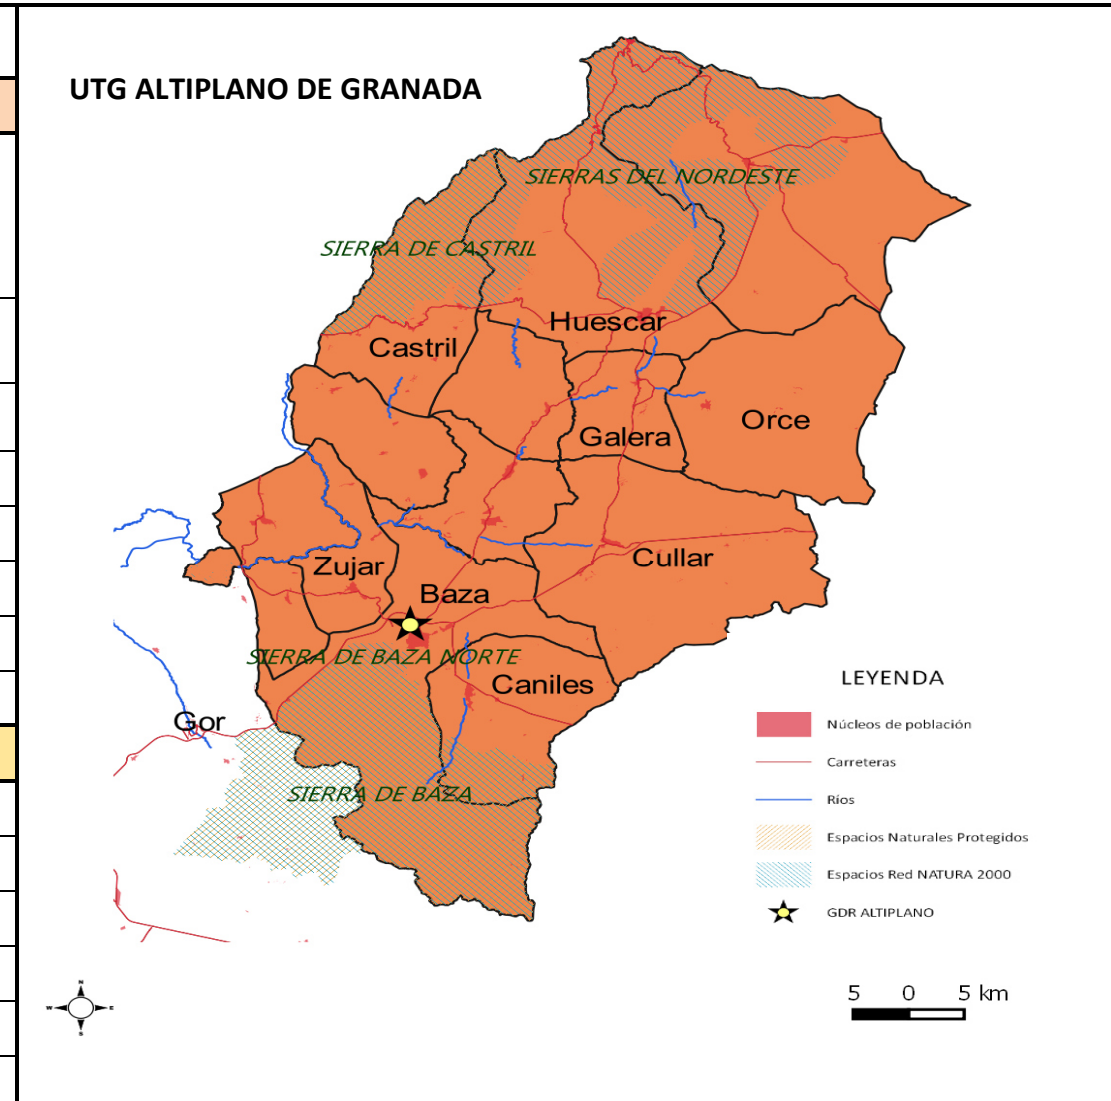 UTG ALTIPLANO DE GRANADA
SIERRAS DEL NORDESTE
SIERRA DE CASTRIL
Huescar
Castril
Orce
Galera
Cullar
Zujar
Baza
SIERRA DE BAZA NORTE
Caniles
Gor
SIERRA DE BAZA
LEYENDA
Núcleos de población
Carreteras
Ríos
Espacios Naturales Protegidos
Espacios Red NATURA 2000
GDR ALTIPLANO
N
W E
S
5 0 5 km